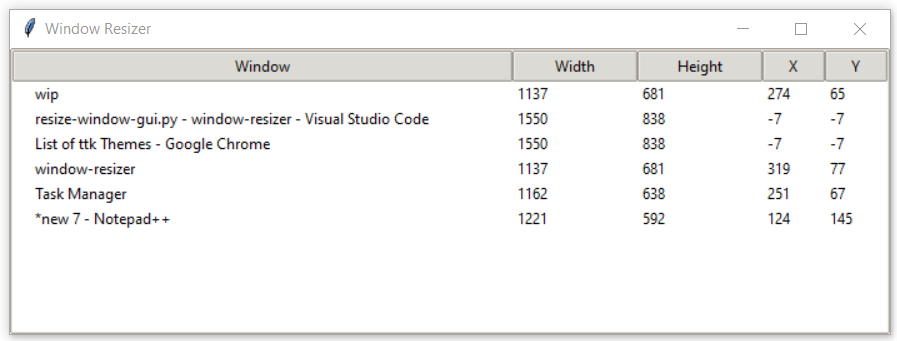 Window Resizer
Window Width Height X Y
wip 1137 681 274 65
resize-window-gui.py - window-resizer - Visual Studio Code 1550 838 -7 -7
List of ttk Themes - Google Chrome 1550 838 -7 -7
window-resizer 1137 681 319 77
Task Manager 1162 638 251 67
*new 7 - Notepad++ 1221 592 124 145